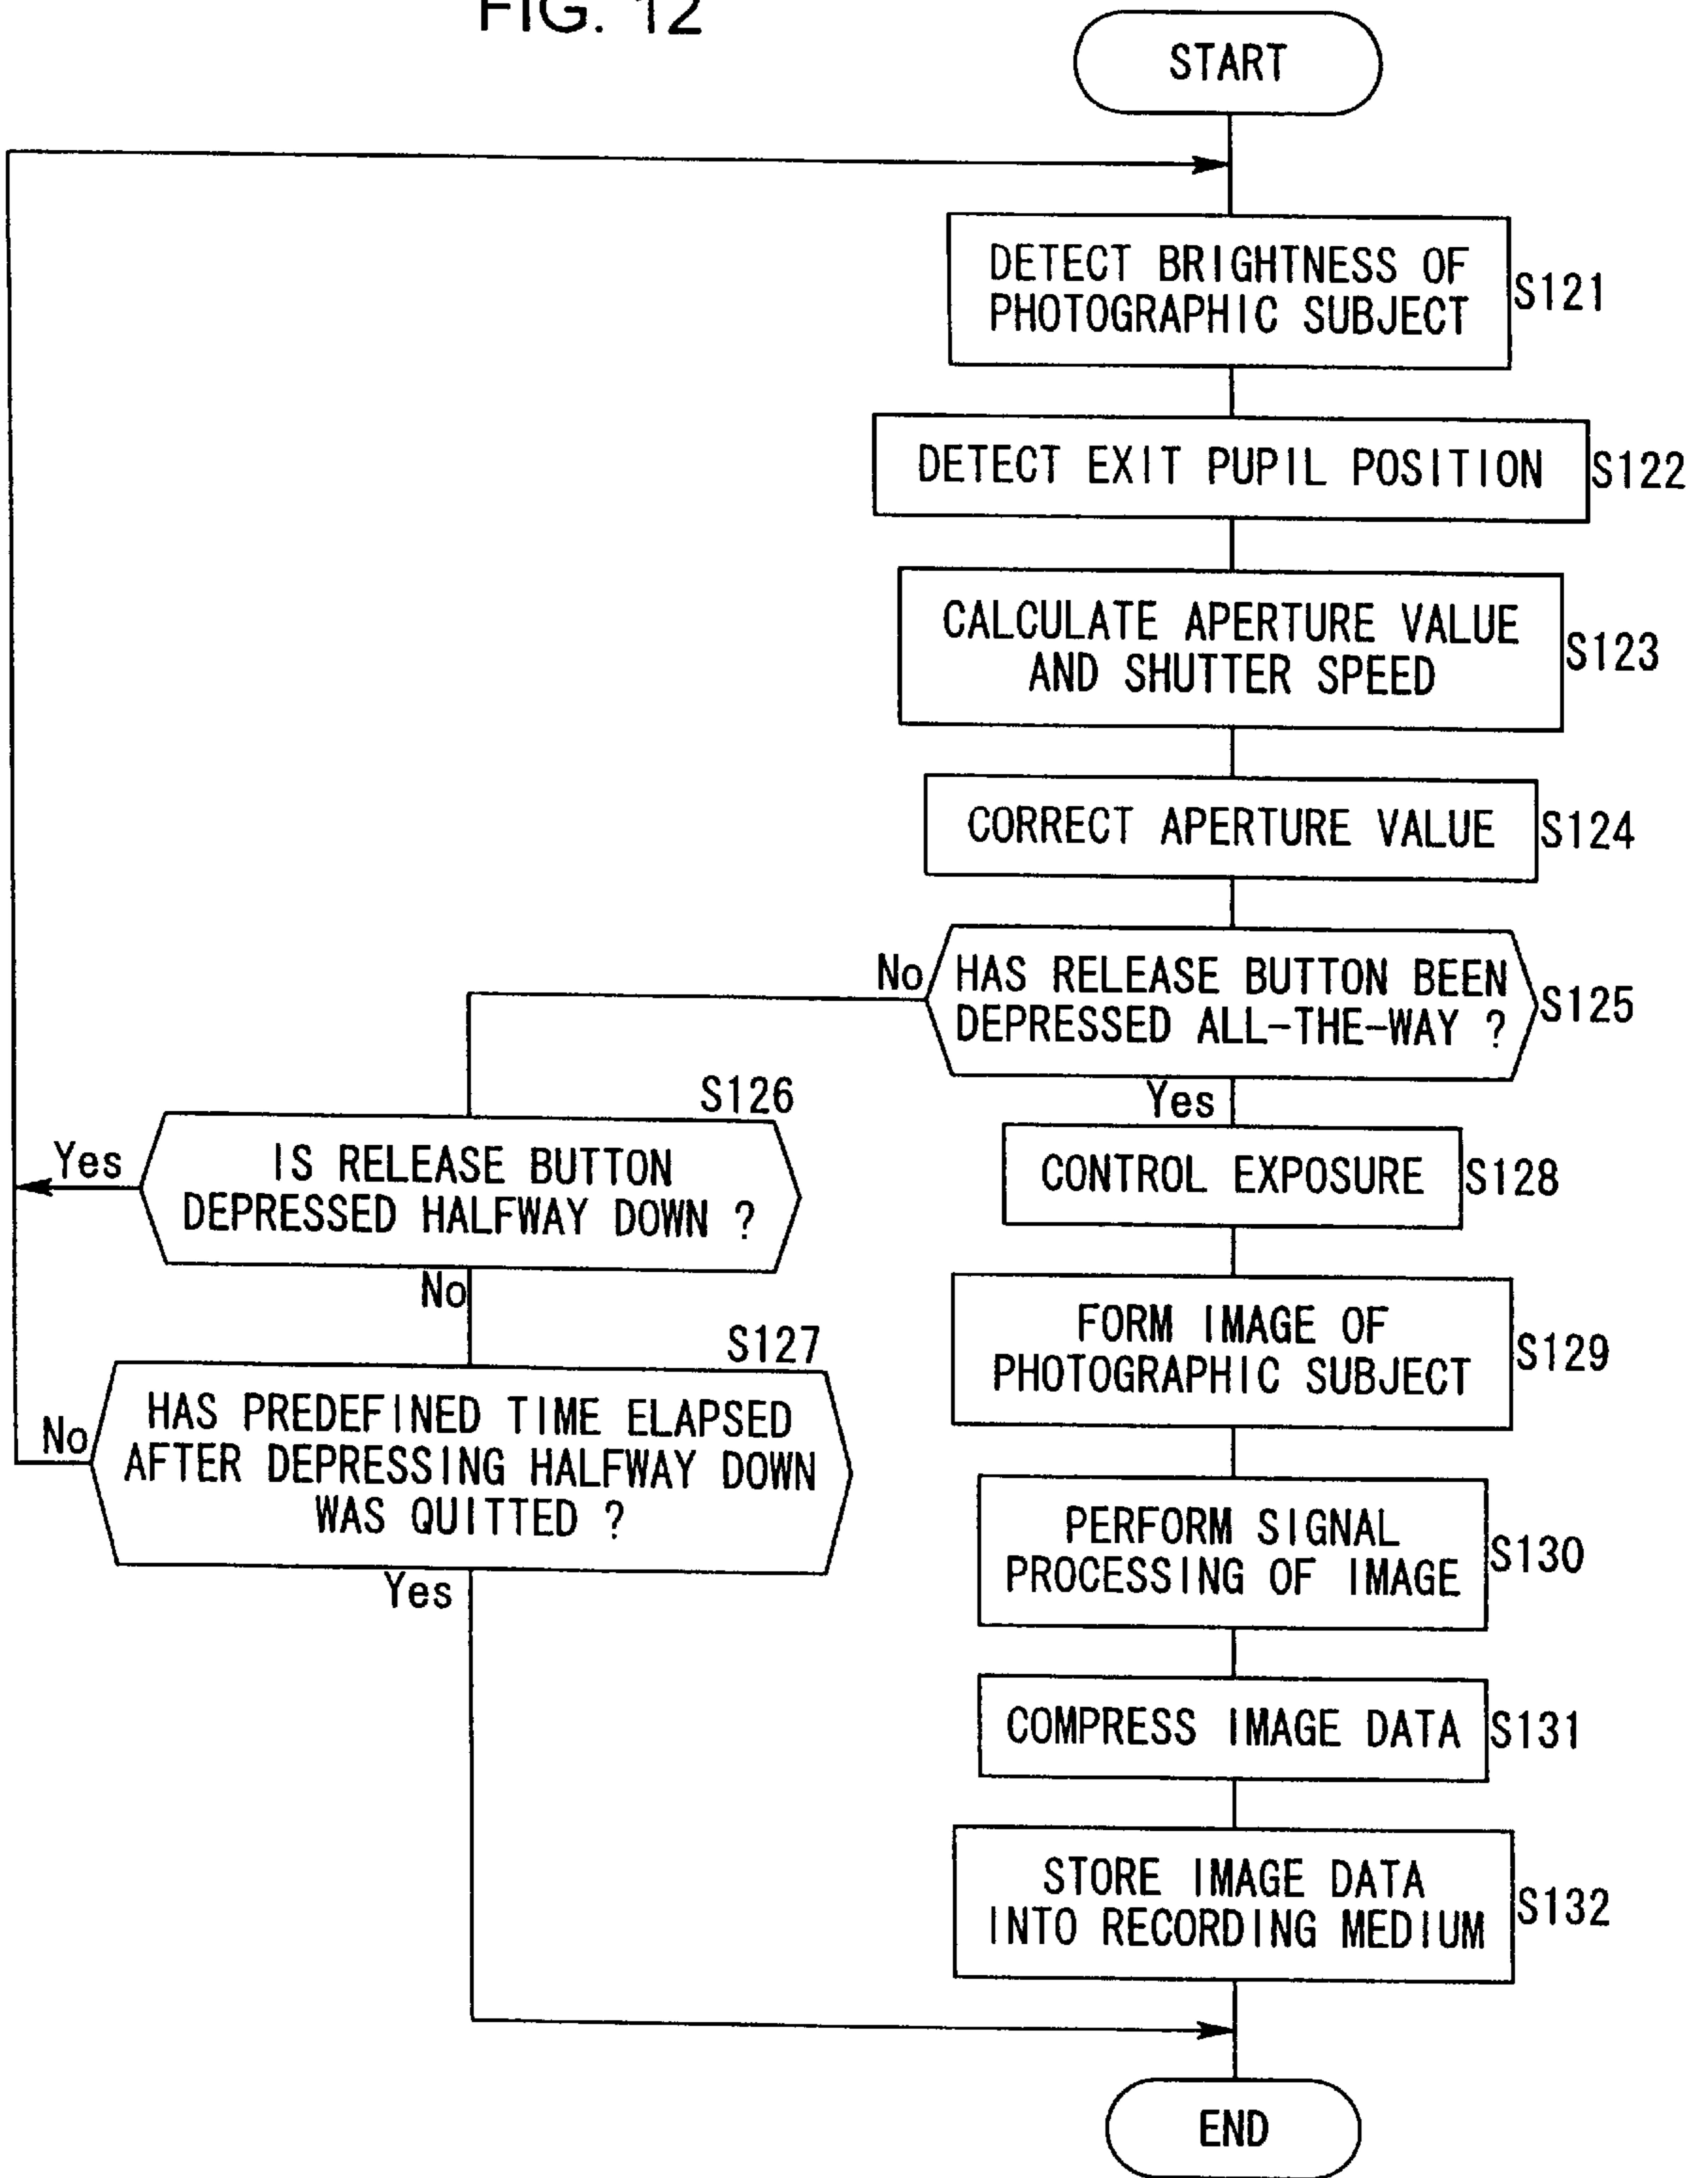 FIG. 12
START
DETECT BRIGHTNESS OF
PHOTOGRAPHIC SUBJECT
S121
DETECT EXIT PUPIL POSITION
S122
CALCULATE APERTURE VALUE
AND SHUTTER SPEED
S123
CORRECT APERTURE VALUE
S124
HAS RELEASE BUTTON BEEN
DEPRESSED ALL-THE-WAY ?
S125
No
Yes
S126
IS RELEASE BUTTON
DEPRESSED HALFWAY DOWN ?
Yes
No
S127
HAS PREDEFINED TIME ELAPSED
AFTER DEPRESSING HALFWAY DOWN
WAS QUITTED ?
No
Yes
CONTROL EXPOSURE
S128
FORM IMAGE OF
PHOTOGRAPHIC SUBJECT
S129
PERFORM SIGNAL
PROCESSING OF IMAGE
S130
COMPRESS IMAGE DATA
S131
STORE IMAGE DATA
INTO RECORDING MEDIUM
S132
END